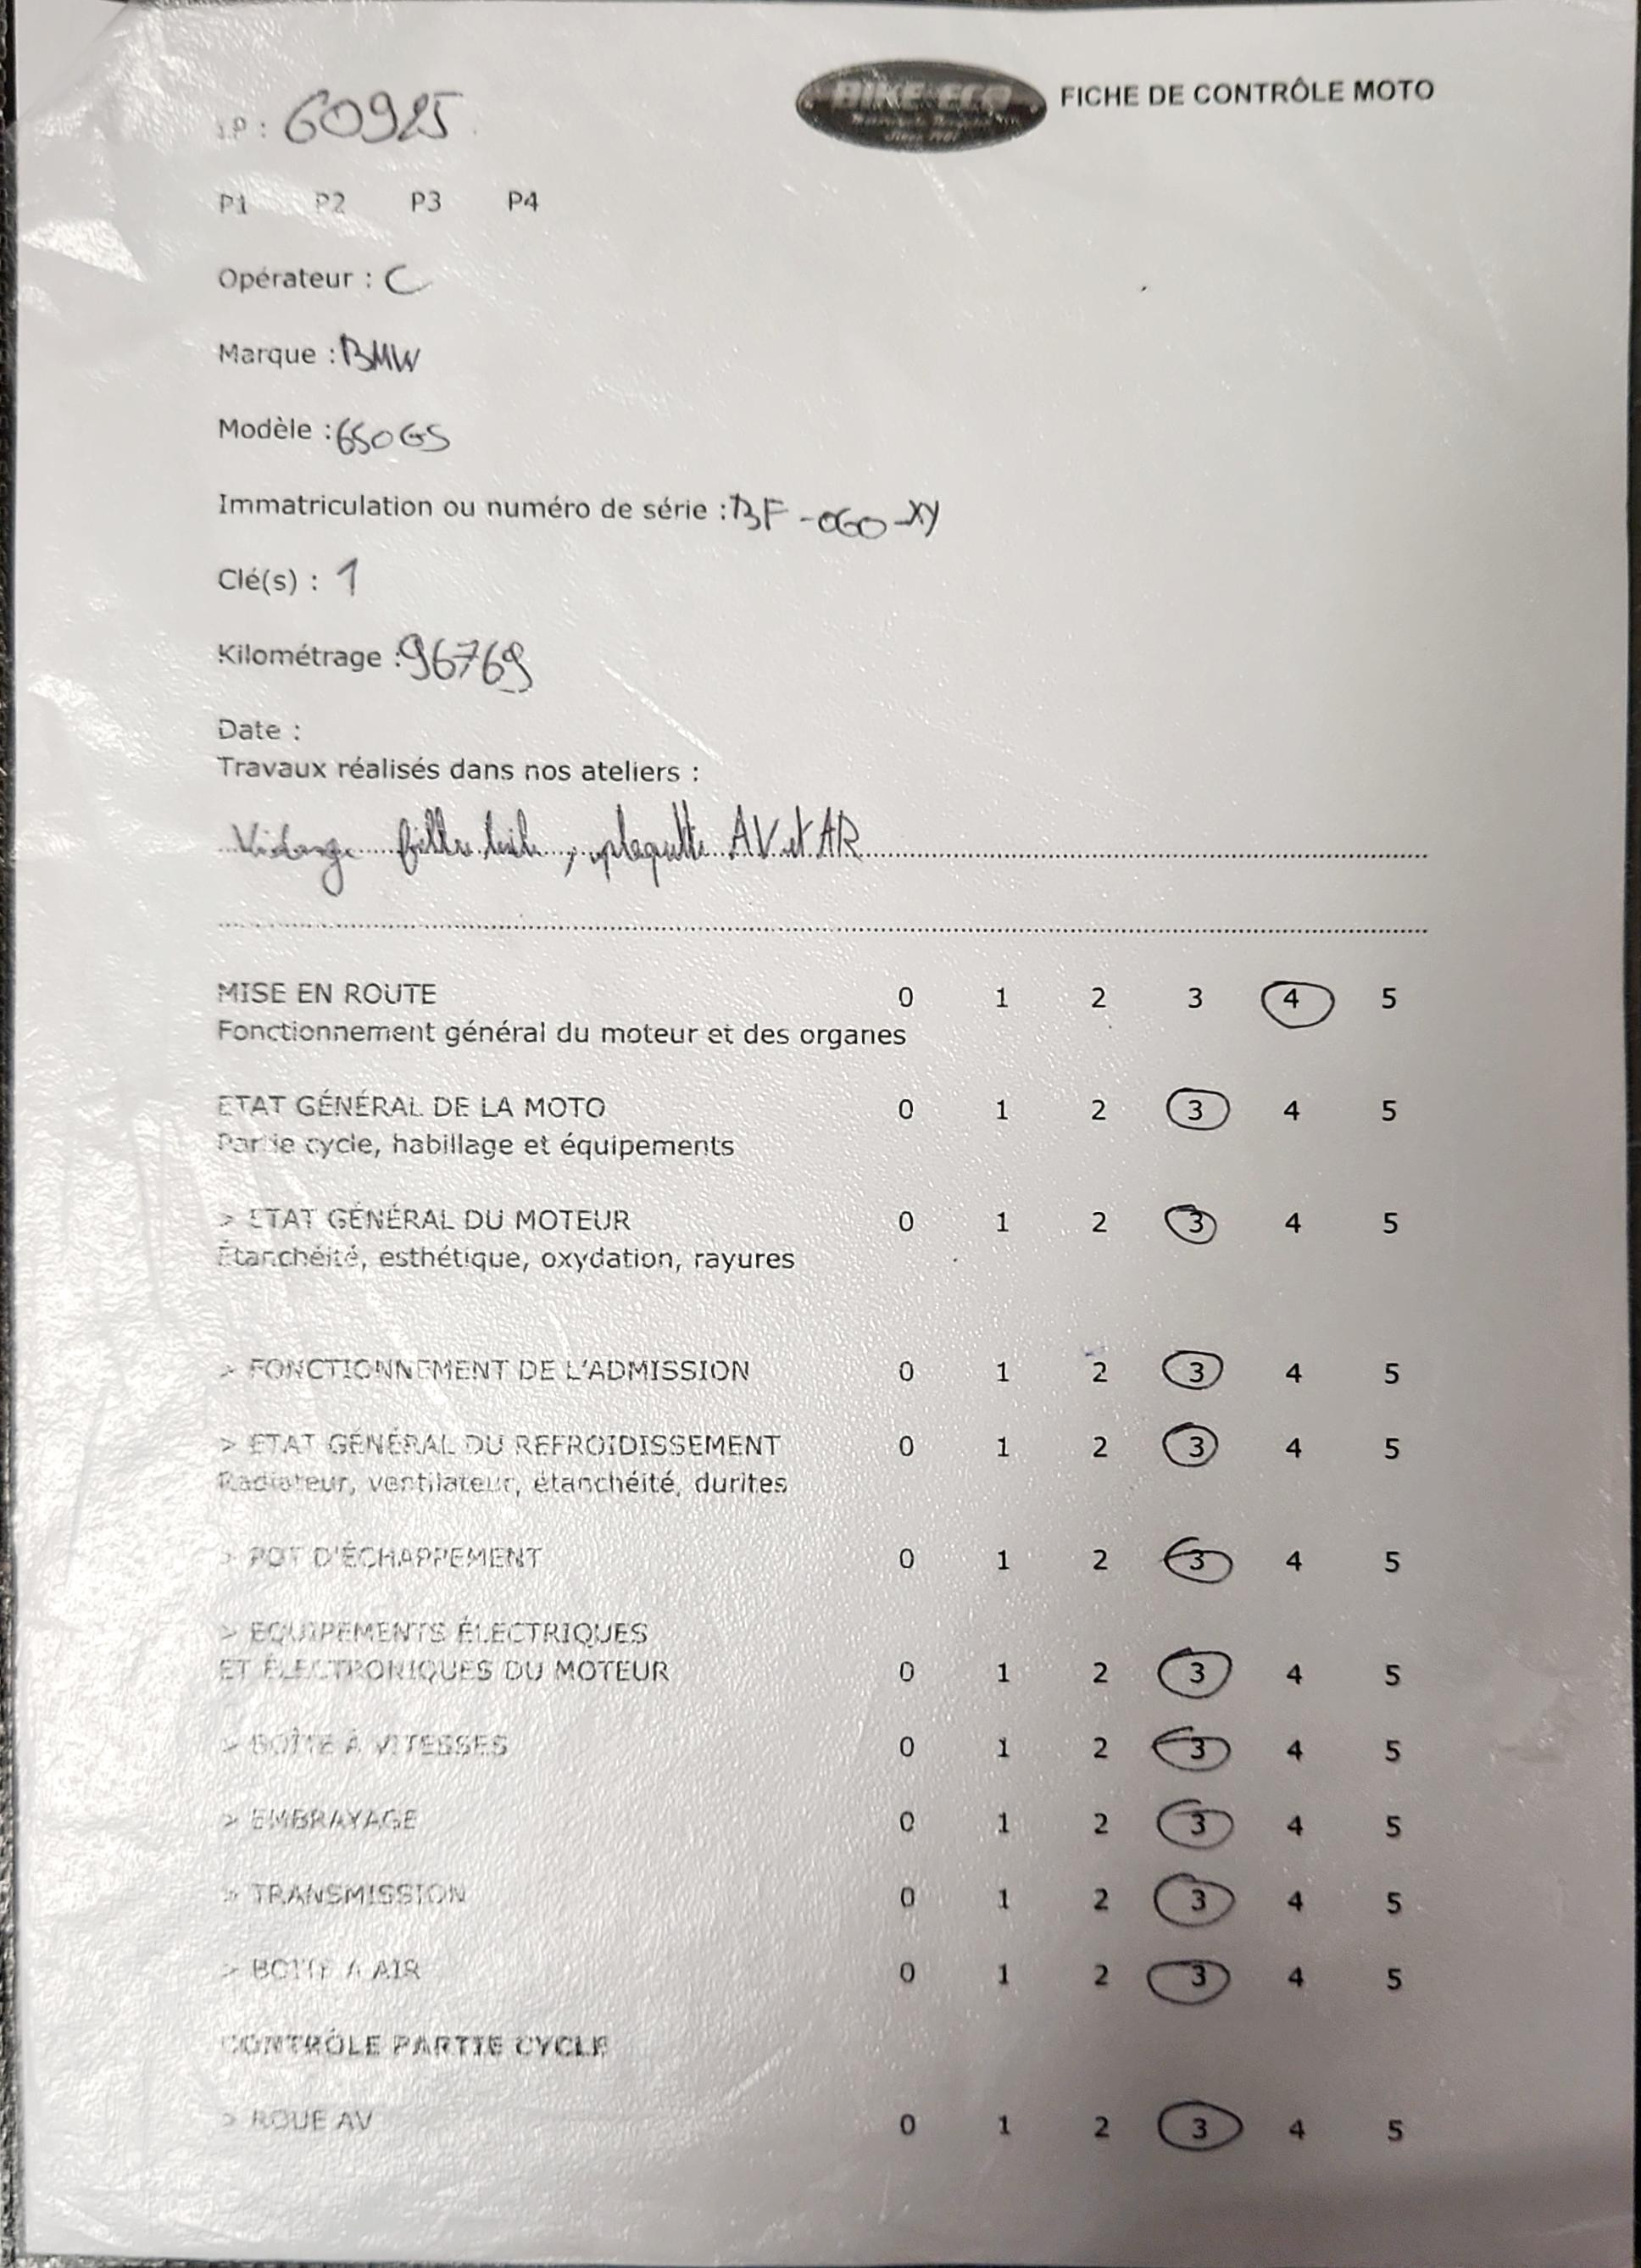 LP : 60925
BIKE-ECO
FICHE DE CONTRÔLE MOTO
P1 P2 P3 P4
Opérateur : C
Marque : BMW
Modèle : 650GS
Immatriculation ou numéro de série : BF-060-XY
Clé(s) : 1
Kilométrage : 96769
Date :
Travaux réalisés dans nos ateliers :
Vidange filtre huile, plaquette AV et AR
MISE EN ROUTE 0 1 2 3 4 5
Fonctionnement général du moteur et des organes
ETAT GÉNÉRAL DE LA MOTO 0 1 2 3 4 5
Partie cycle, habillage et équipements
> ETAT GÉNÉRAL DU MOTEUR 0 1 2 3 4 5
Étanchéité, esthétique, oxydation, rayures
> FONCTIONNEMENT DE L'ADMISSION 0 1 2 3 4 5
> ETAT GÉNÉRAL DU REFROIDISSEMENT 0 1 2 3 4 5
Radiateur, ventilateur, étanchéité, durites
> POT D'ÉCHAPPEMENT 0 1 2 3 4 5
> EQUIPEMENTS ÉLECTRIQUES
ET ÉLECTRONIQUES DU MOTEUR 0 1 2 3 4 5
> BOÎTE À VITESSES 0 1 2 3 4 5
> EMBRAYAGE 0 1 2 3 4 5
> TRANSMISSION 0 1 2 3 4 5
> BOITE A AIR 0 1 2 3 4 5
CONTRÔLE PARTIE CYCLE
> ROUE AV 0 1 2 3 4 5